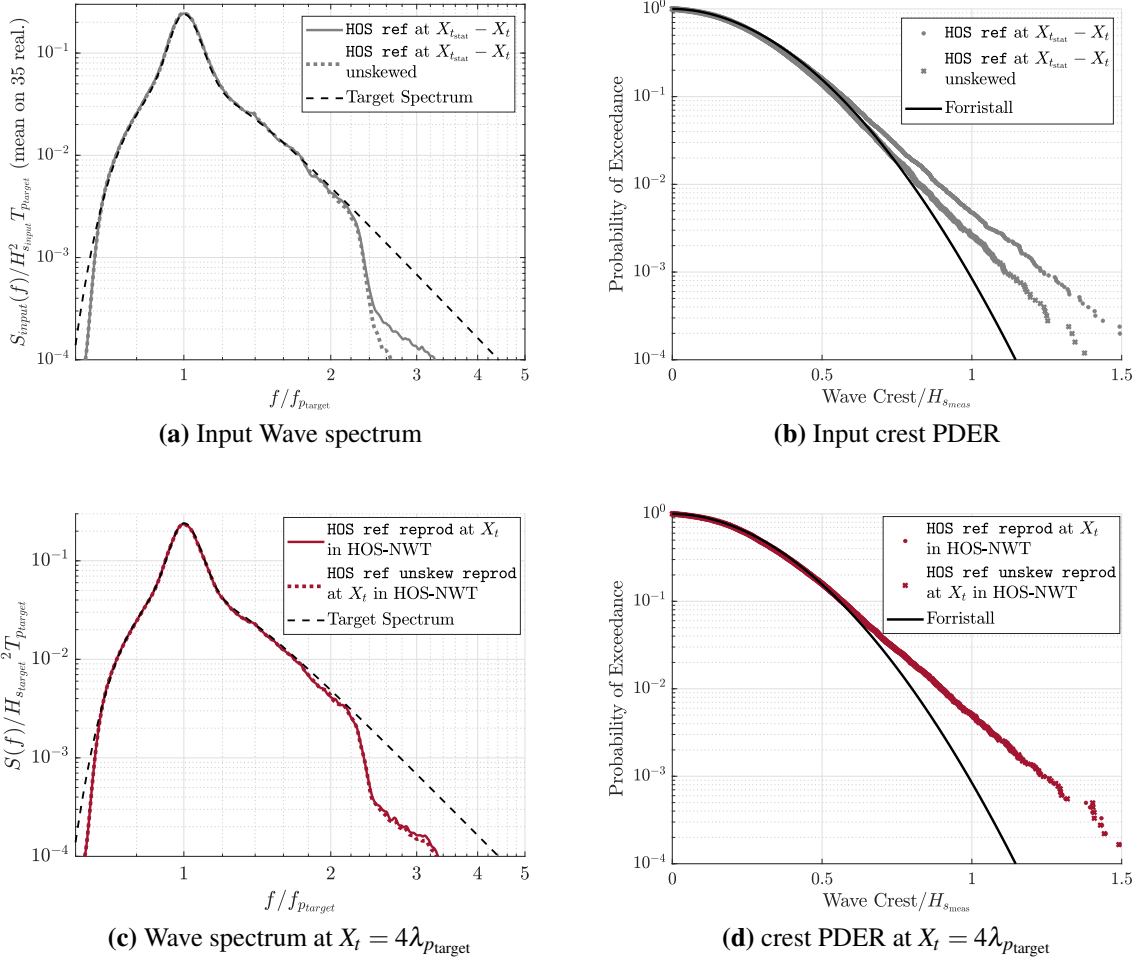 S_{input}(f)/H^2_{s_{input}} T_{p_{target}} (mean on 35 real.)
10^{-1}
10^{-2}
10^{-3}
10^{-4}
HOS ref at X_{t_{stat}} − X_t
HOS ref at X_{t_{stat}} − X_t
unskewed
Target Spectrum
1 2 3 4 5
f/f_{p_{target}}
(a) Input Wave spectrum
Probability of Exceedance
10^0
10^{-1}
10^{-2}
10^{-3}
10^{-4}
HOS ref at X_{t_{stat}} − X_t
HOS ref at X_{t_{stat}} − X_t
unskewed
Forristall
0 0.5 1 1.5
Wave Crest/H_{s_{meas}}
(b) Input crest PDER
S(f)/H_{s_{target}}^2 T_{p_{target}}
10^{-1}
10^{-2}
10^{-3}
10^{-4}
HOS ref reprod at X_t
in HOS-NWT
HOS ref unskew reprod
at X_t in HOS-NWT
Target Spectrum
1 2 3 4 5
f/f_{p_{target}}
(c) Wave spectrum at X_t = 4λ_{p_{target}}
Probability of Exceedance
10^0
10^{-1}
10^{-2}
10^{-3}
10^{-4}
HOS ref reprod at X_t
in HOS-NWT
HOS ref unskew reprod
at X_t in HOS-NWT
Forristall
0 0.5 1 1.5
Wave Crest/H_{s_{meas}}
(d) crest PDER at X_t = 4λ_{p_{target}}